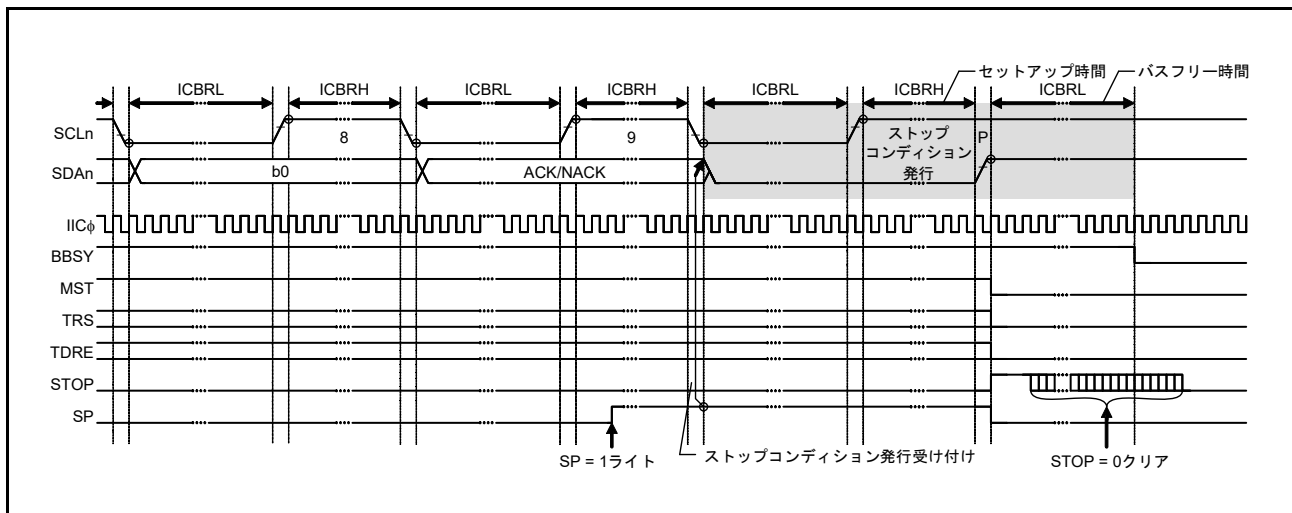 セットアップ時間
バスフリー時間
ICBRL ICBRH ICBRL ICBRH ICBRL ICBRH ICBRL
SCLn 8 9 ストップ P
コンディション
発行
SDAn b0 ACK/NACK
IICϕ
BBSY
MST
TRS
TDRE
STOP
SP
SP = 1ライト
ストップコンディション発行受け付け
STOP = 0クリア